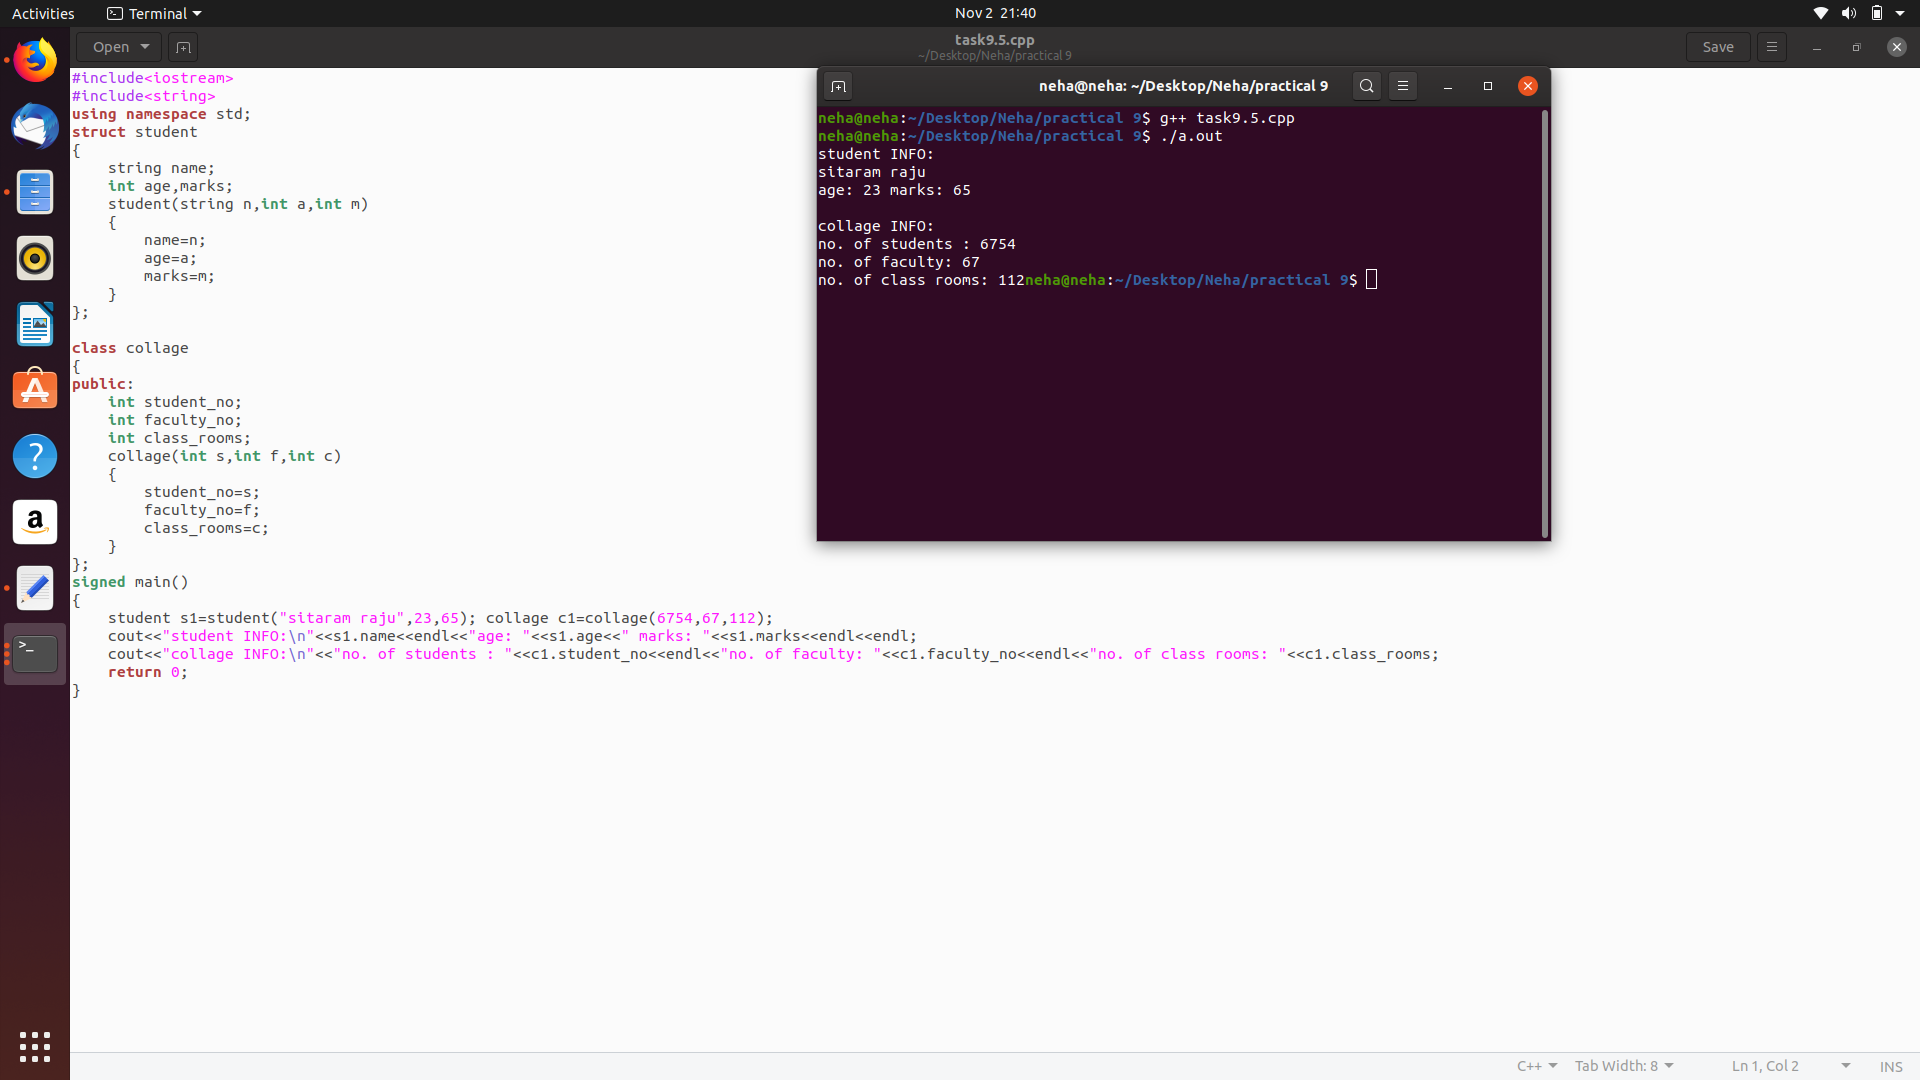 Activities
Terminal
Nov 2 21:40
Open
task9.5.cpp
~/Desktop/Neha/practical 9
Save
#include<iostream>
#include<string>
using namespace std;
struct student
{
    string name;
    int age,marks;
    student(string n,int a,int m)
    {
        name=n;
        age=a;
        marks=m;
    }
};

class collage
{
public:
    int student_no;
    int faculty_no;
    int class_rooms;
    collage(int s,int f,int c)
    {
        student_no=s;
        faculty_no=f;
        class_rooms=c;
    }
};
signed main()
{
    student s1=student("sitaram raju",23,65); collage c1=collage(6754,67,112);
    cout<<"student INFO:\n"<<s1.name<<endl<<"age: "<<s1.age<<" marks: "<<s1.marks<<endl<<endl;
    cout<<"collage INFO:\n"<<"no. of students : "<<c1.student_no<<endl<<"no. of faculty: "<<c1.faculty_no<<endl<<"no. of class rooms: "<<c1.class_rooms;
    return 0;
}
neha@neha: ~/Desktop/Neha/practical 9
neha@neha:~/Desktop/Neha/practical 9$ g++ task9.5.cpp
neha@neha:~/Desktop/Neha/practical 9$ ./a.out
student INFO:
sitaram raju
age: 23 marks: 65

collage INFO:
no. of students : 6754
no. of faculty: 67
no. of class rooms: 112neha@neha:~/Desktop/Neha/practical 9$
C++
Tab Width: 8
Ln 1, Col 2
INS